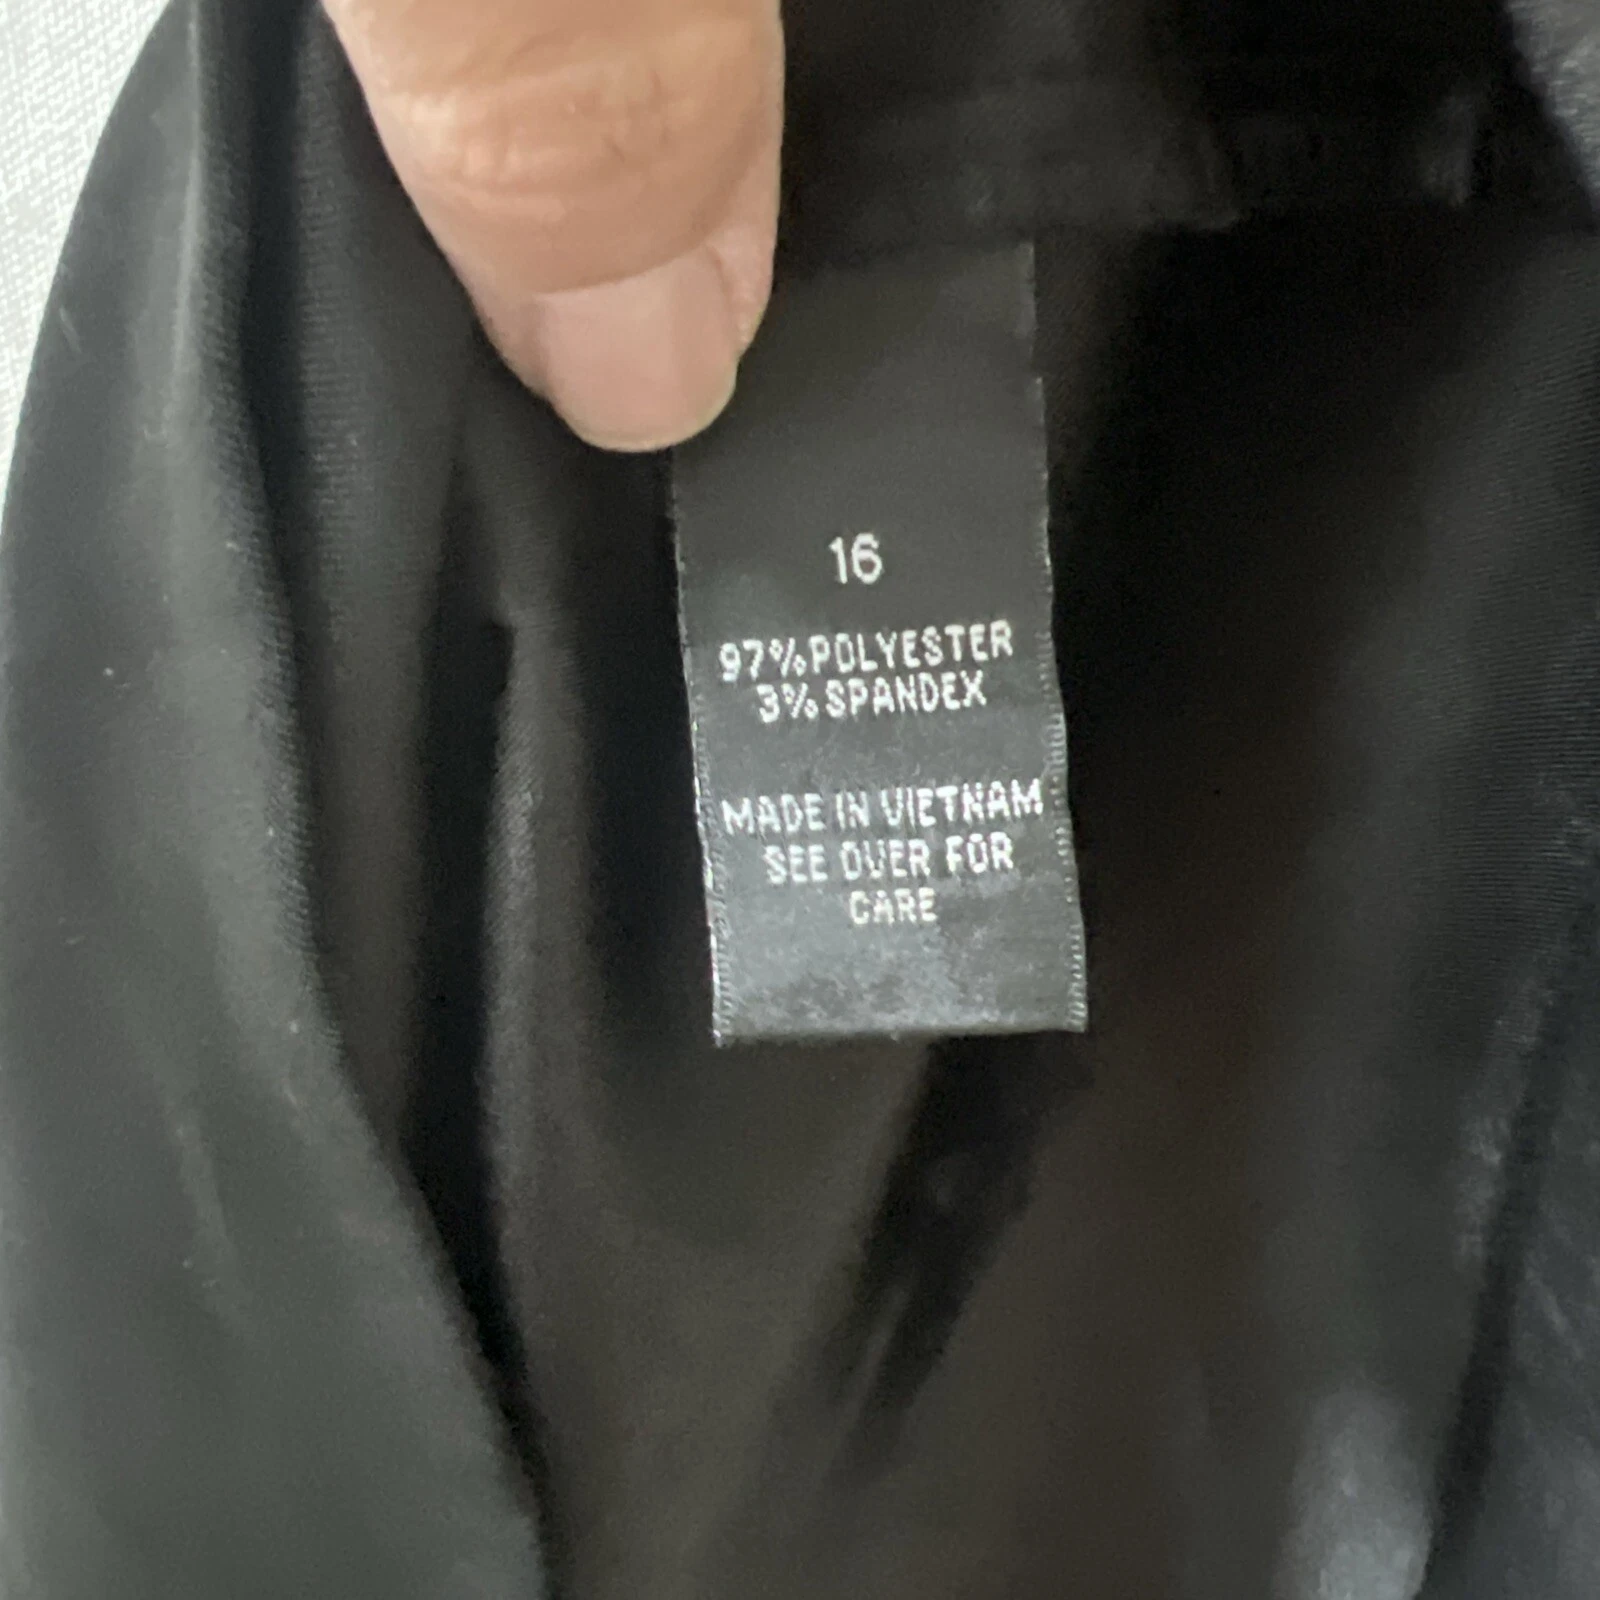 16
97% POLYESTER
3% SPANDEX
MADE IN VIETNAM
SEE OVER FOR
CARE